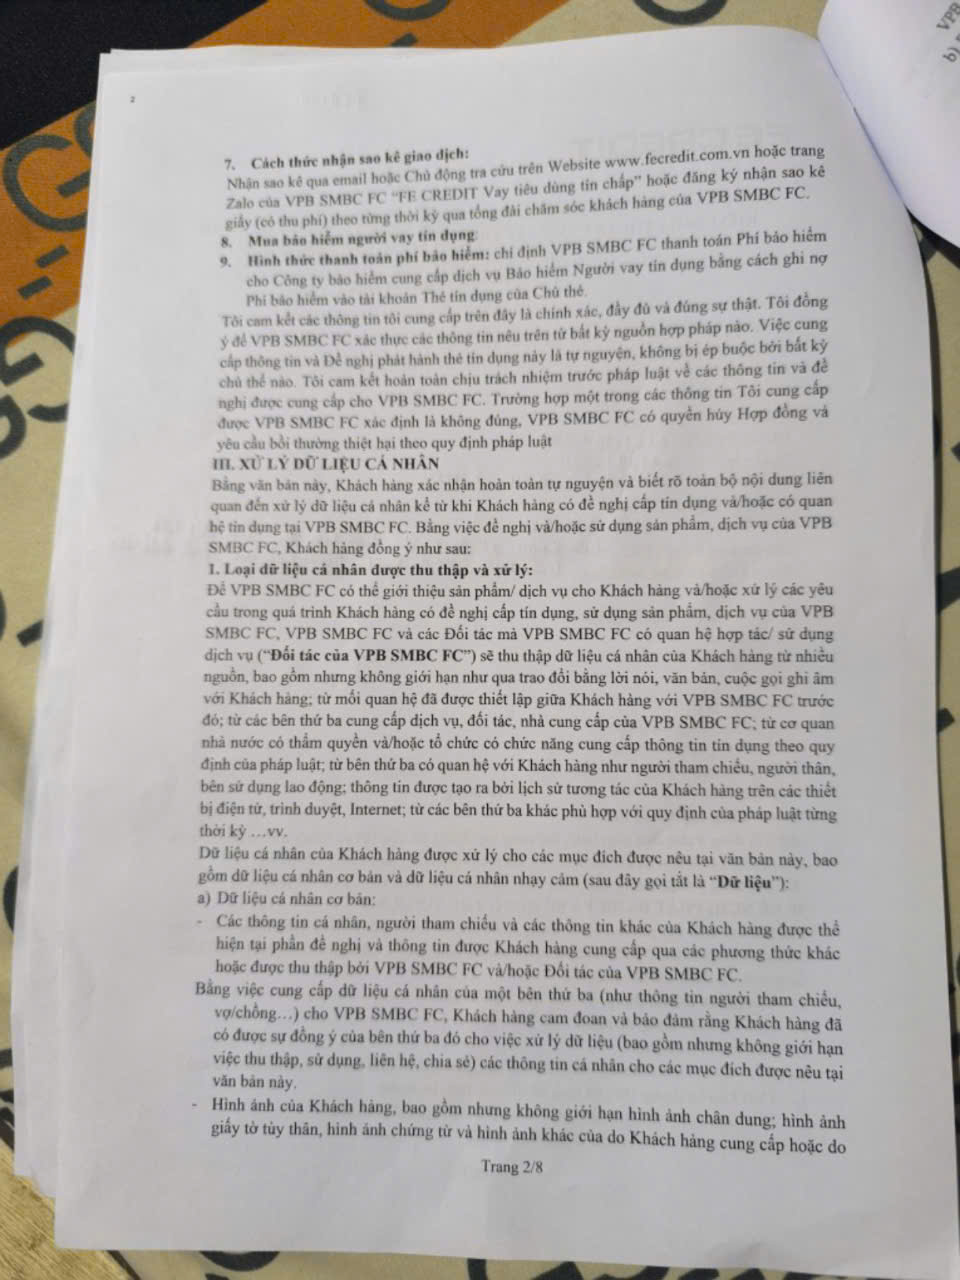 2
7. Cách thức nhận sao kê giao dịch:
Nhận sao kê qua email hoặc Chủ động tra cứu trên Website www.fecredit.com.vn hoặc trang
Zalo của VPB SMBC FC “FE CREDIT Vay tiêu dùng tín chấp” hoặc đăng ký nhận sao kê
giấy (có thu phí) theo từng thời kỳ qua tổng đài chăm sóc khách hàng của VPB SMBC FC.
8. Mua bảo hiểm người vay tín dụng:
9. Hình thức thanh toán phí bảo hiểm: chỉ định VPB SMBC FC thanh toán Phí bảo hiểm
cho Công ty bảo hiểm cung cấp dịch vụ Bảo hiểm Người vay tín dụng bằng cách ghi nợ
Phí bảo hiểm vào tài khoản Thẻ tín dụng của Chủ thẻ.
Tôi cam kết các thông tin tôi cung cấp trên đây là chính xác, đầy đủ và đúng sự thật. Tôi đồng
ý để VPB SMBC FC xác thực các thông tin nêu trên từ bất kỳ nguồn hợp pháp nào. Việc cung
cấp thông tin và Đề nghị phát hành thẻ tín dụng này là tự nguyện, không bị ép buộc bởi bất kỳ
chủ thể nào. Tôi cam kết hoàn toàn chịu trách nhiệm trước pháp luật về các thông tin và đề
nghị được cung cấp cho VPB SMBC FC. Trường hợp một trong các thông tin Tôi cung cấp
được VPB SMBC FC xác định là không đúng, VPB SMBC FC có quyền hủy Hợp đồng và
yêu cầu bồi thường thiệt hại theo quy định pháp luật
III. XỬ LÝ DỮ LIỆU CÁ NHÂN
Bằng văn bản này, Khách hàng xác nhận hoàn toàn tự nguyện và biết rõ toàn bộ nội dung liên
quan đến xử lý dữ liệu cá nhân kể từ khi Khách hàng có đề nghị cấp tín dụng và/hoặc có quan
hệ tín dụng tại VPB SMBC FC. Bằng việc đề nghị và/hoặc sử dụng sản phẩm, dịch vụ của VPB
SMBC FC, Khách hàng đồng ý như sau:
1. Loại dữ liệu cá nhân được thu thập và xử lý:
Để VPB SMBC FC có thể giới thiệu sản phẩm/ dịch vụ cho Khách hàng và/hoặc xử lý các yêu
cầu trong quá trình Khách hàng có đề nghị cấp tín dụng, sử dụng sản phẩm, dịch vụ của VPB
SMBC FC, VPB SMBC FC và các Đối tác mà VPB SMBC FC có quan hệ hợp tác/ sử dụng
dịch vụ (“Đối tác của VPB SMBC FC”) sẽ thu thập dữ liệu cá nhân của Khách hàng từ nhiều
nguồn, bao gồm nhưng không giới hạn như qua trao đổi bằng lời nói, văn bản, cuộc gọi ghi âm
với Khách hàng; từ mối quan hệ đã được thiết lập giữa Khách hàng với VPB SMBC FC trước
đó; từ các bên thứ ba cung cấp dịch vụ, đối tác, nhà cung cấp của VPB SMBC FC; từ cơ quan
nhà nước có thẩm quyền và/hoặc tổ chức có chức năng cung cấp thông tin tín dụng theo quy
định của pháp luật; từ bên thứ ba có quan hệ với Khách hàng như người tham chiếu, người thân,
bên sử dụng lao động; thông tin được tạo ra bởi lịch sử tương tác của Khách hàng trên các thiết
bị điện tử, trình duyệt, Internet; từ các bên thứ ba khác phù hợp với quy định của pháp luật từng
thời kỳ …vv.
Dữ liệu cá nhân của Khách hàng được xử lý cho các mục đích được nêu tại văn bản này, bao
gồm dữ liệu cá nhân cơ bản và dữ liệu cá nhân nhạy cảm (sau đây gọi tắt là “Dữ liệu”):
a) Dữ liệu cá nhân cơ bản:
- Các thông tin cá nhân, người tham chiếu và các thông tin khác của Khách hàng được thể
hiện tại phần đề nghị và thông tin được Khách hàng cung cấp qua các phương thức khác
hoặc được thu thập bởi VPB SMBC FC và/hoặc Đối tác của VPB SMBC FC.
Bằng việc cung cấp dữ liệu cá nhân của một bên thứ ba (như thông tin người tham chiếu,
vợ/chồng…) cho VPB SMBC FC, Khách hàng cam đoan và bảo đảm rằng Khách hàng đã
có được sự đồng ý của bên thứ ba đó cho việc xử lý dữ liệu (bao gồm nhưng không giới hạn
việc thu thập, sử dụng, liên hệ, chia sẻ) các thông tin cá nhân cho các mục đích được nêu tại
văn bản này.
- Hình ảnh của Khách hàng, bao gồm nhưng không giới hạn hình ảnh chân dung; hình ảnh
giấy tờ tùy thân, hình ảnh chứng từ và hình ảnh khác của do Khách hàng cung cấp hoặc do
Trang 2/8
VPB
b)